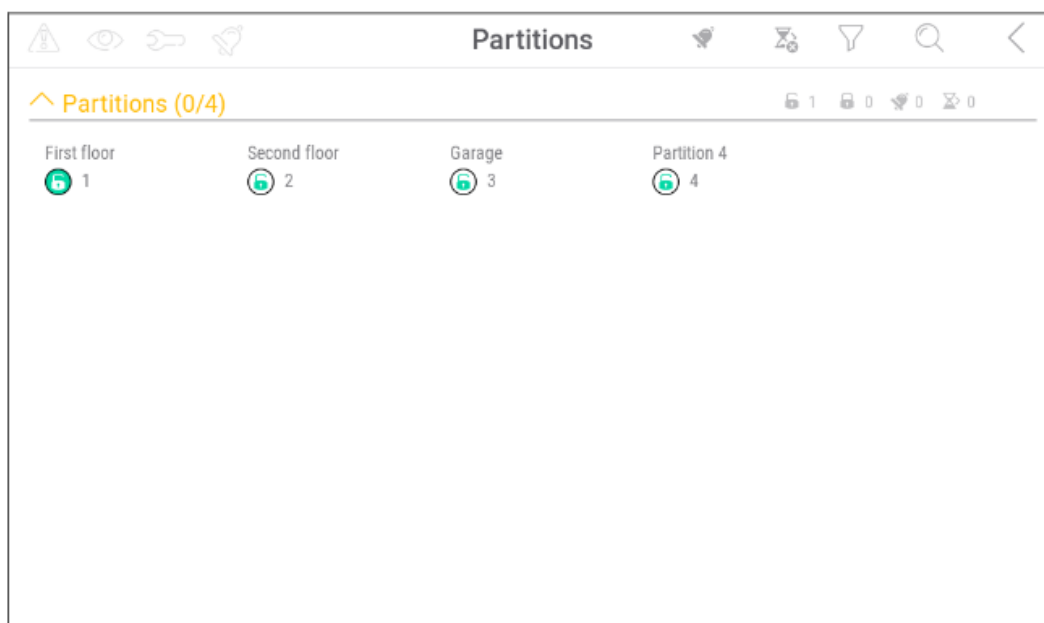 Partitions
Partitions (0/4) 1 0 0 0
First floor Second floor Garage Partition 4
1 2 3 4